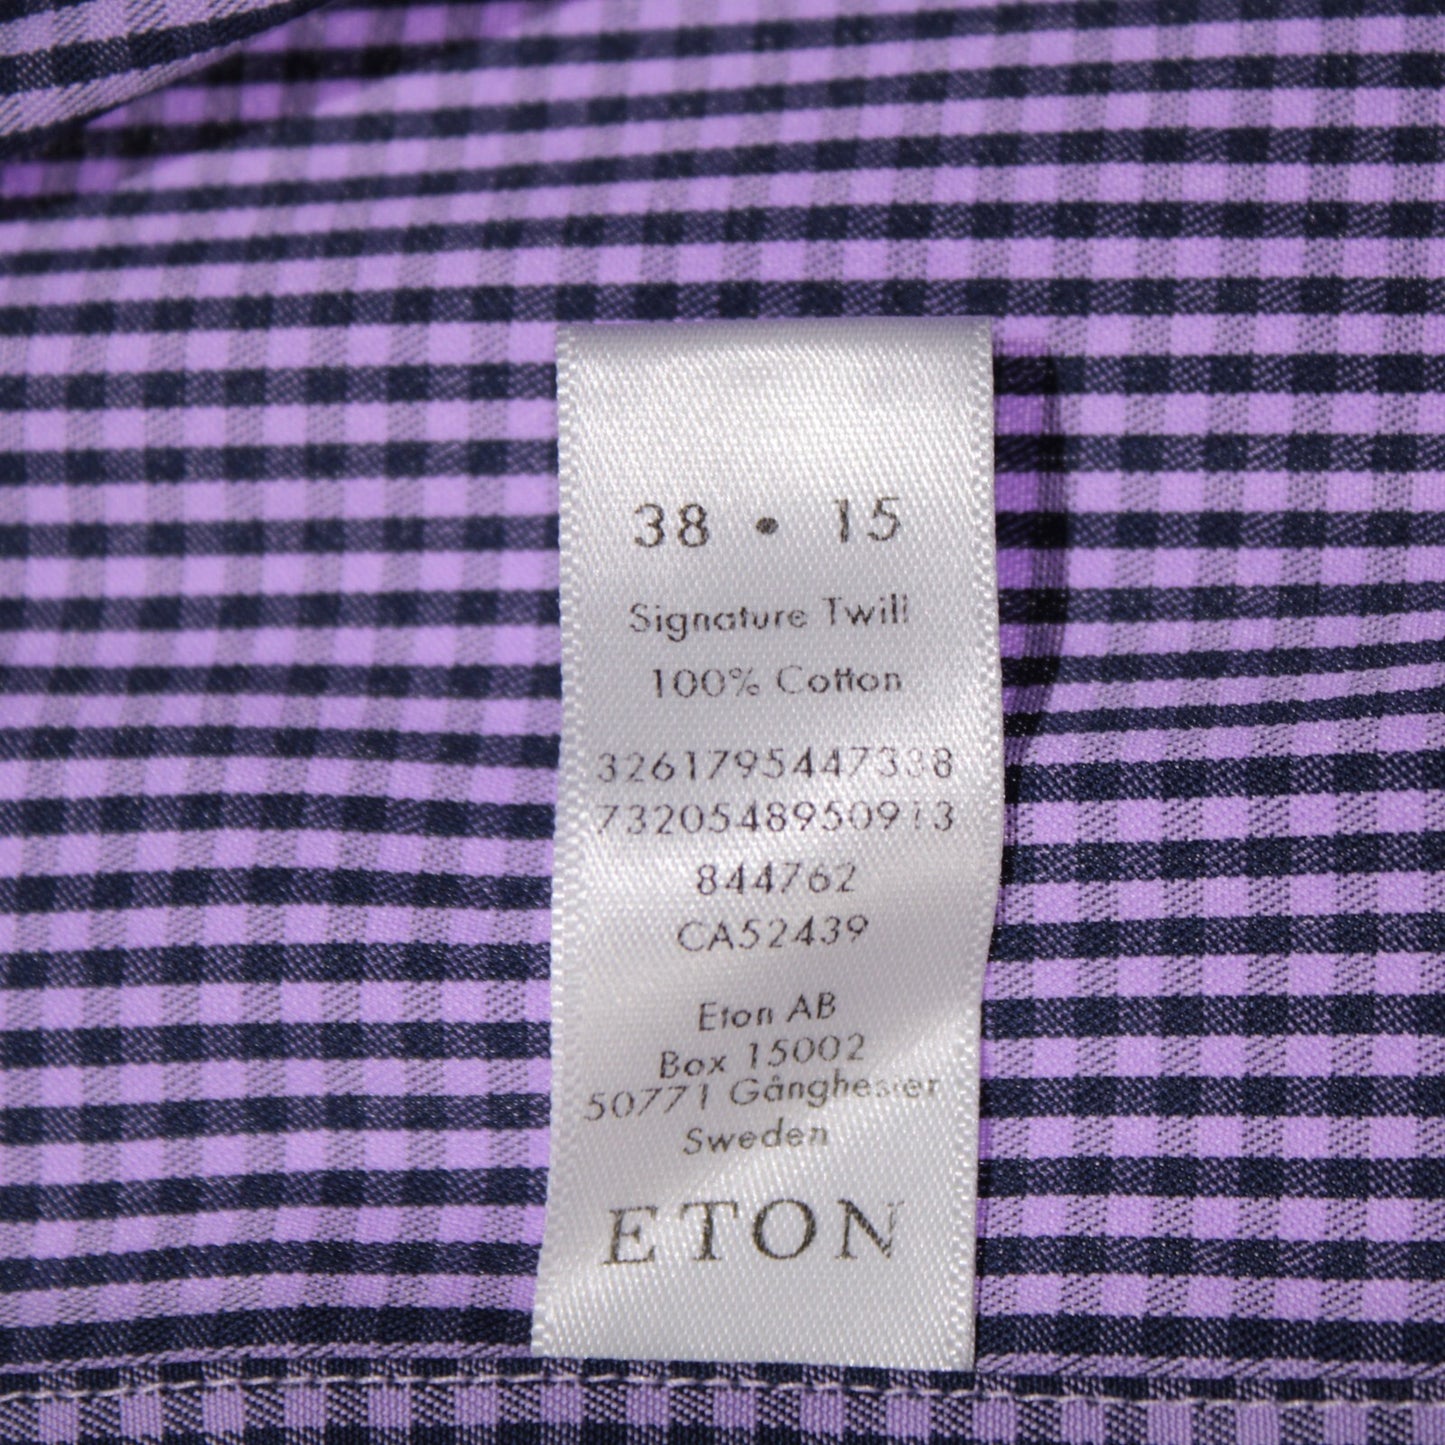 38 • 15
Signature Twill
100% Cotton
3261795447338
7320548950913
844762
CA52439
Eton AB
Box 15002
50771 Gånghester
Sweden
ETON